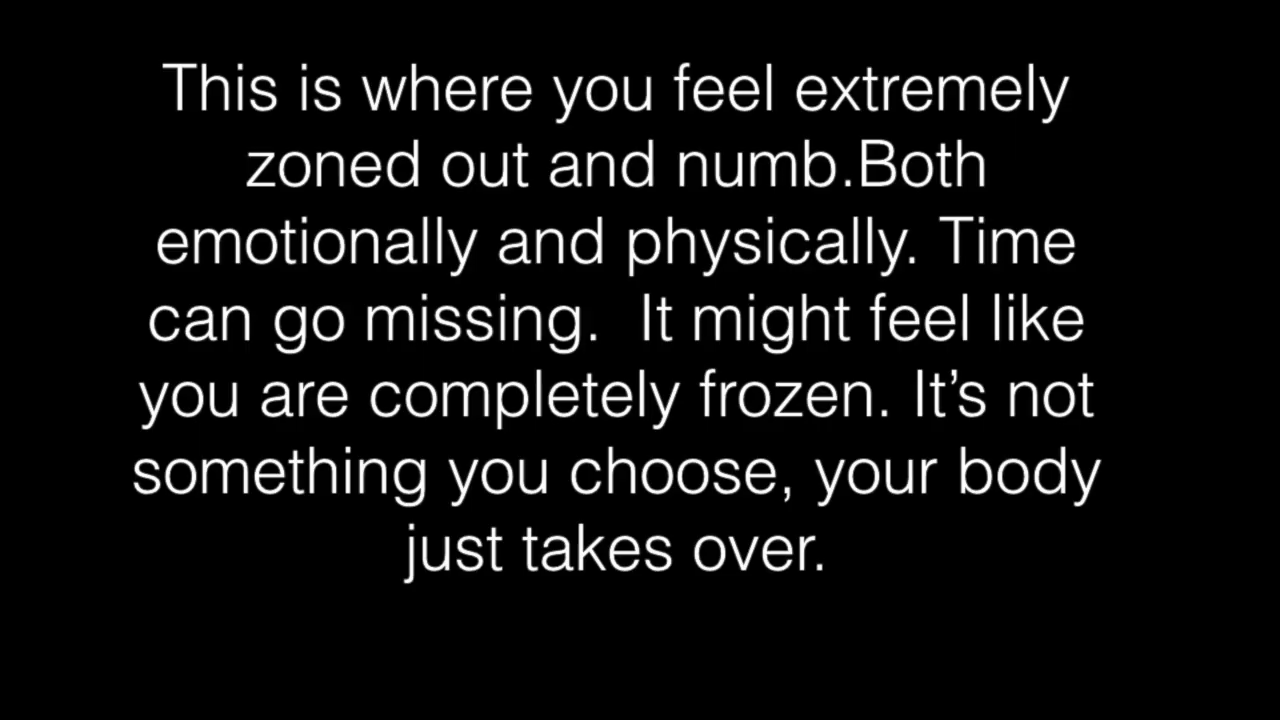 This is where you feel extremely
zoned out and numb.Both
emotionally and physically. Time
can go missing.  It might feel like
you are completely frozen. It’s not
something you choose, your body
just takes over.